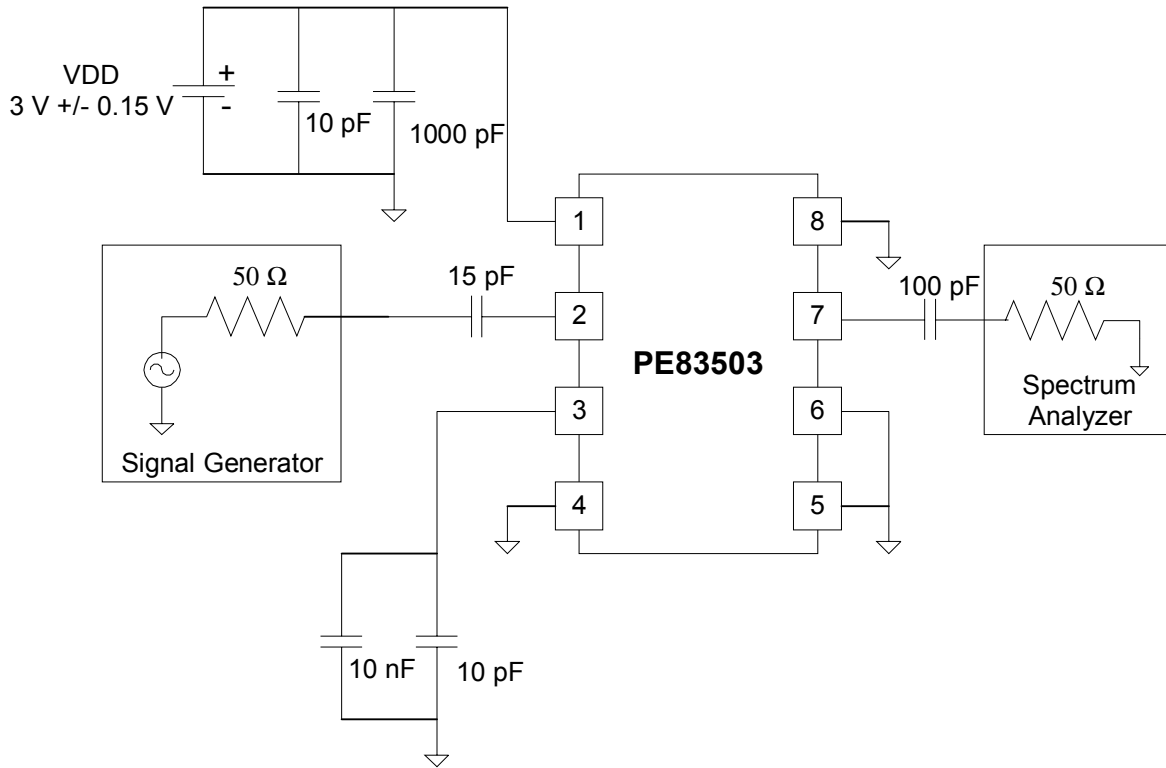 VDD
3 V +/- 0.15 V
+
-
10 pF
1000 pF
1
8
50 Ω
15 pF
2
7
100 pF
50 Ω
PE83503
3
6
Spectrum
Analyzer
Signal Generator
4
5
10 nF
10 pF